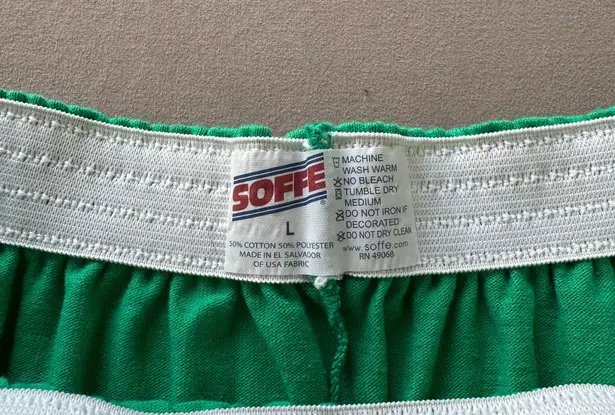 SOFFE
®
L
50% COTTON 50% POLYESTER
MADE IN EL SALVADOR
OF USA FABRIC
MACHINE
WASH WARM
NO BLEACH
TUMBLE DRY
MEDIUM
DO NOT IRON IF
DECORATED
DO NOT DRY CLEAN
www.soffe.com
RN 49068